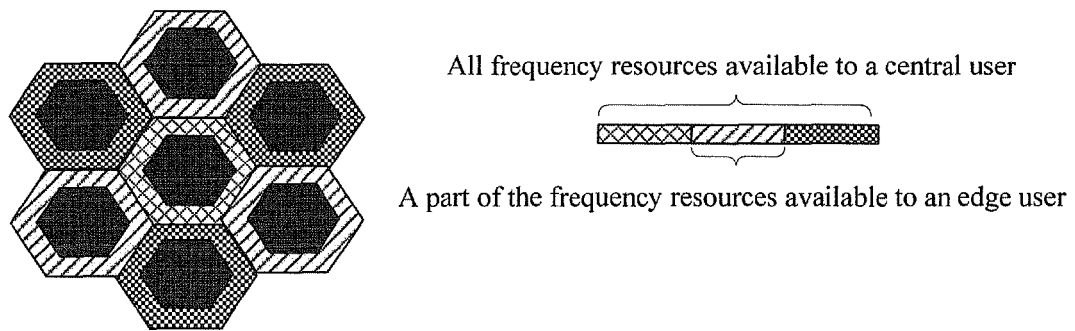 All frequency resources available to a central user
A part of the frequency resources available to an edge user